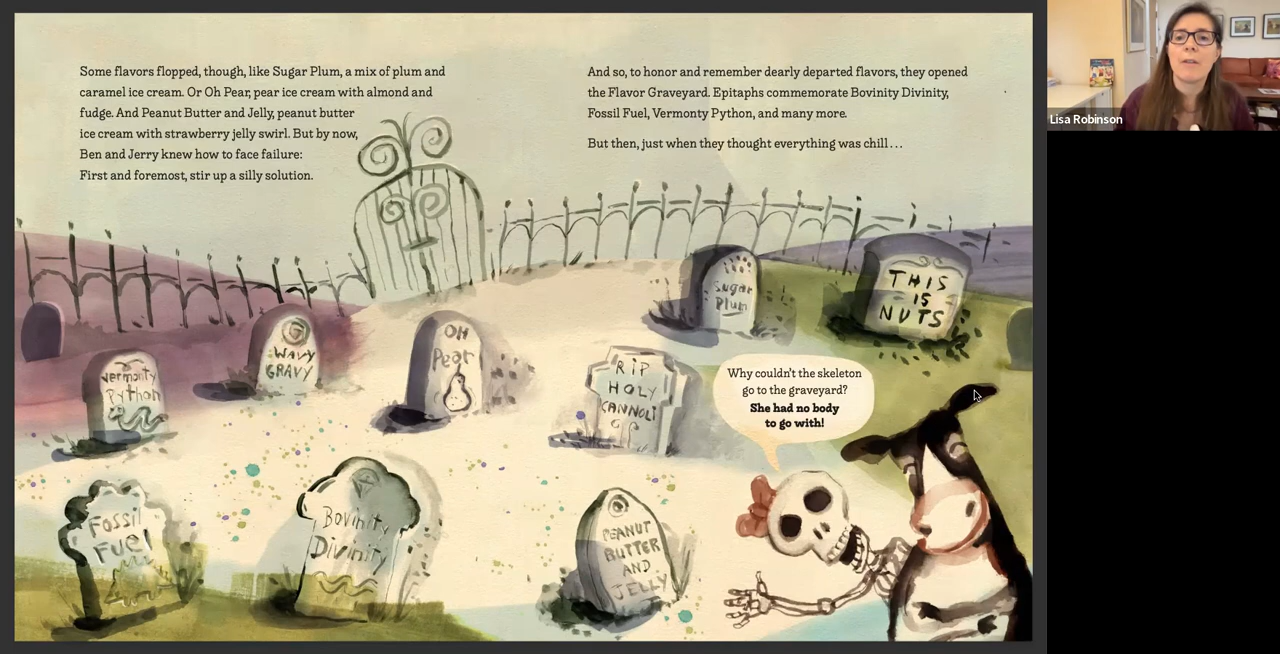 Some flavors flopped, though, like Sugar Plum, a mix of plum and
caramel ice cream. Or Oh Pear, pear ice cream with almond and
fudge. And Peanut Butter and Jelly, peanut butter
ice cream with strawberry jelly swirl. But by now,
Ben and Jerry knew how to face failure:
First and foremost, stir up a silly solution.
And so, to honor and remember dearly departed flavors, they opened
the Flavor Graveyard. Epitaphs commemorate Bovinity Divinity,
Fossil Fuel, Vermonty Python, and many more.
But then, just when they thought everything was chill...
Lisa Robinson
Sugar
Plum
THIS
IS
NUTS
WAVY
GRAVY
OH
Pear
Vermonty
Python
RIP
HOLY
CANNOLI
Why couldn't the skeleton
go to the graveyard?
She had no body
to go with!
Fossil
FUEL
Bovinity
Divinity
PEANUT
BUTTER
AND
JELLY